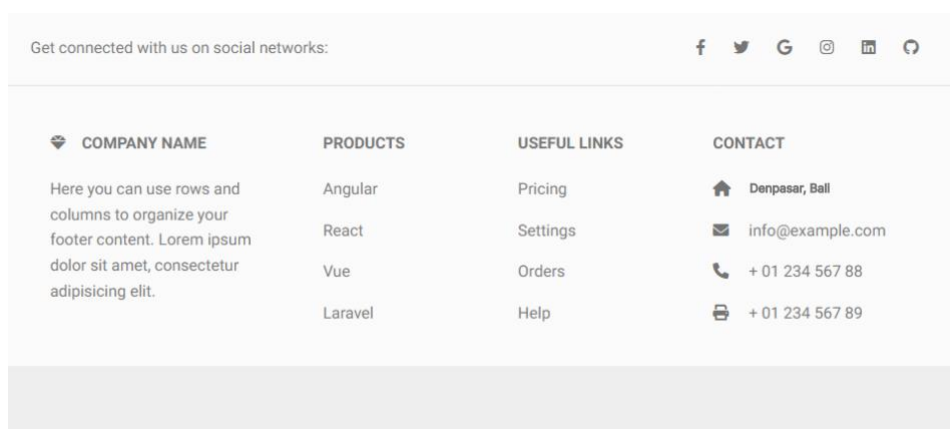 Get connected with us on social networks:
COMPANY NAME
Here you can use rows and
columns to organize your
footer content. Lorem ipsum
dolor sit amet, consectetur
adipisicing elit.
PRODUCTS
Angular
React
Vue
Laravel
USEFUL LINKS
Pricing
Settings
Orders
Help
CONTACT
Denpasar, Bali
info@example.com
+ 01 234 567 88
+ 01 234 567 89